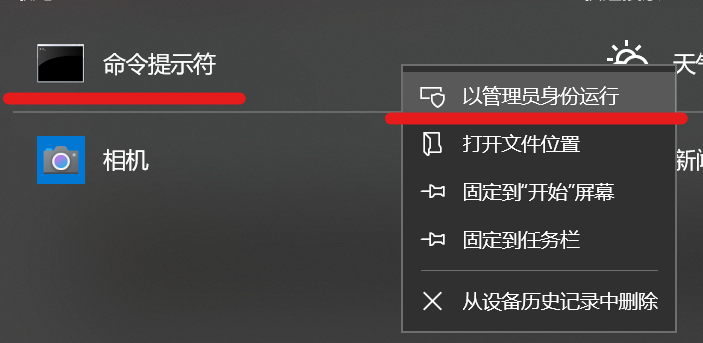 命令提示符
天气
以管理员身份运行
打开文件位置
相机
新闻
固定到“开始”屏幕
固定到任务栏
从设备历史记录中删除